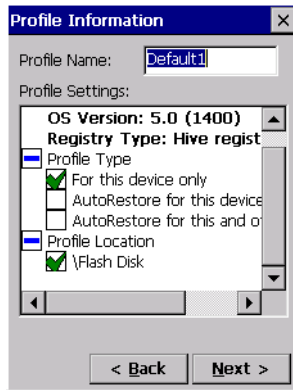 Profile Information
Profile Name: Default1
Profile Settings:
OS Version: 5.0 (1400)
Registry Type: Hive regist
Profile Type
For this device only
AutoRestore for this device
AutoRestore for this and o
Profile Location
\Flash Disk
< Back Next >